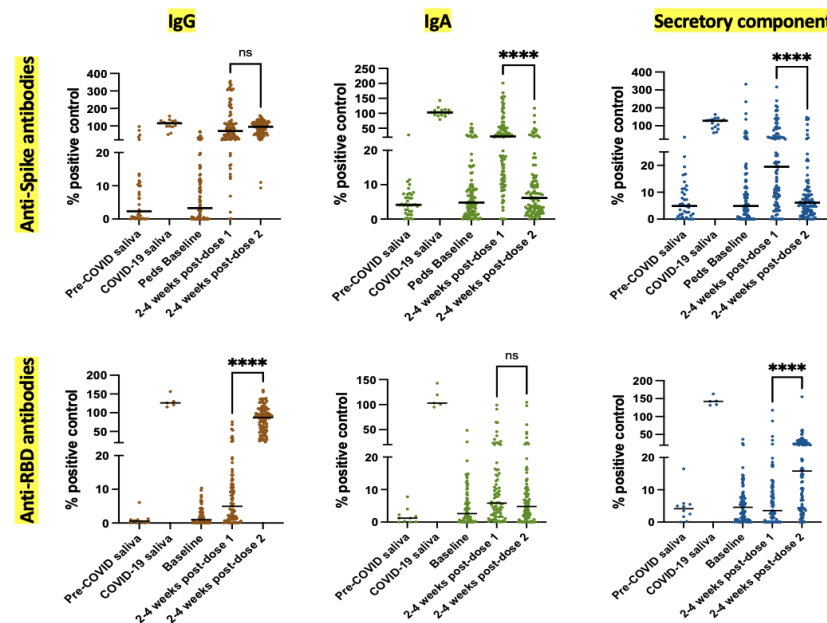 IgG
IgA
Secretory component
Anti-Spike antibodies
% positive control
400
300
200
100
20
10
0
ns
Pre-COVID saliva
COVID-19 saliva
Peds Baseline
2-4 weeks post-dose 1
2-4 weeks post-dose 2
% positive control
250
200
150
100
50
20
10
0
****
Pre-COVID saliva
COVID-19 saliva
Peds Baseline
2-4 weeks post-dose 1
2-4 weeks post-dose 2
% positive control
400
300
200
100
20
10
0
****
Pre-COVID saliva
COVID-19 saliva
Peds Baseline
2-4 weeks post-dose 1
2-4 weeks post-dose 2
Anti-RBD antibodies
% positive control
200
150
100
50
20
10
0
****
Pre-COVID saliva
COVID-19 saliva
Baseline
2-4 weeks post-dose 1
2-4 weeks post-dose 2
% positive control
150
100
50
20
10
0
ns
Pre-COVID saliva
COVID-19 saliva
Baseline
2-4 weeks post-dose 1
2-4 weeks post-dose 2
% positive control
200
150
100
50
20
10
0
****
Pre-COVID saliva
COVID-19 saliva
Baseline
2-4 weeks post-dose 1
2-4 weeks post-dose 2